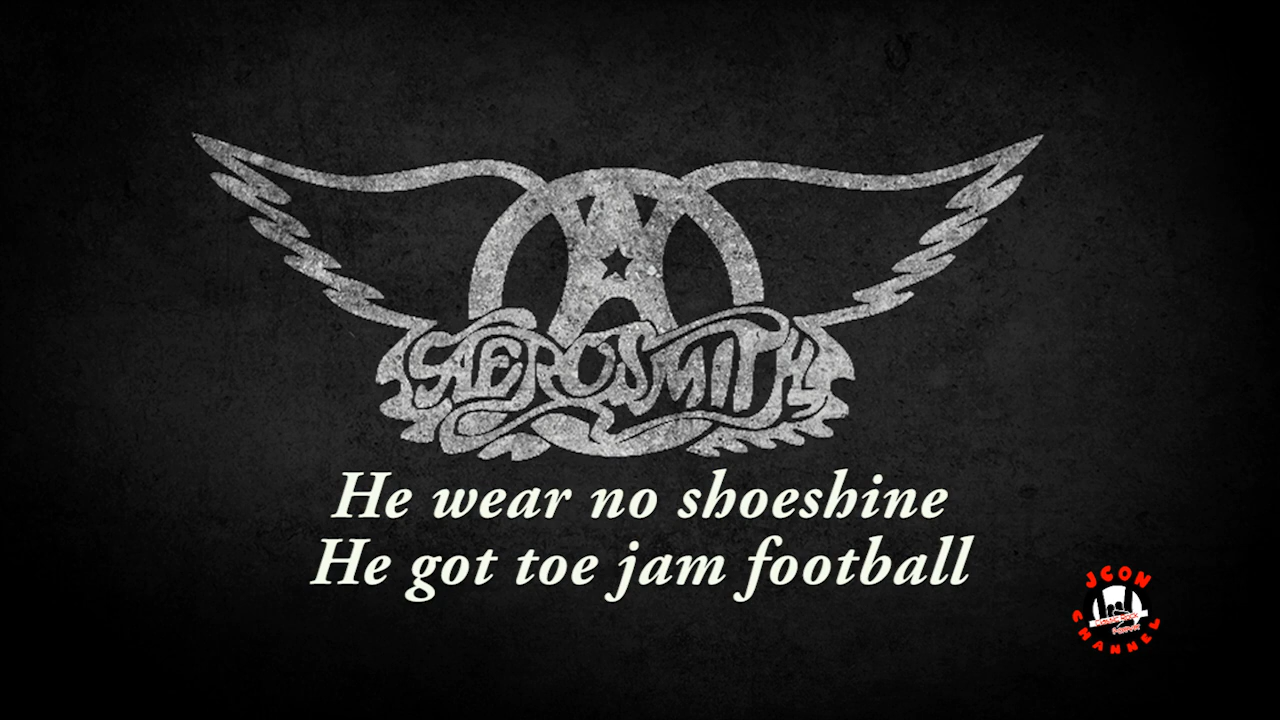 A
AEROSMITH
He wear no shoeshine
He got toe jam football
JCON
CHANNEL